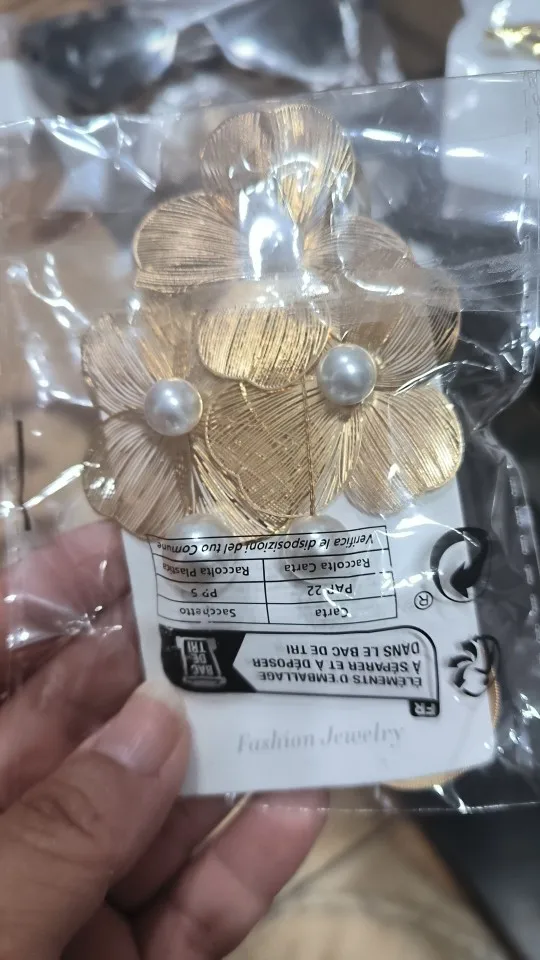 FR
ÉLÉMENTS D'EMBALLAGE
À SÉPARER ET À DÉPOSER
DANS LE BAC DE TRI
BAC
DE
TRI
Carta Sacchetto
PAP 22 PP 5
Raccolta Carta Raccolta Plastica
Verifica le disposizioni del tuo Comune
®
Fashion Jewelry